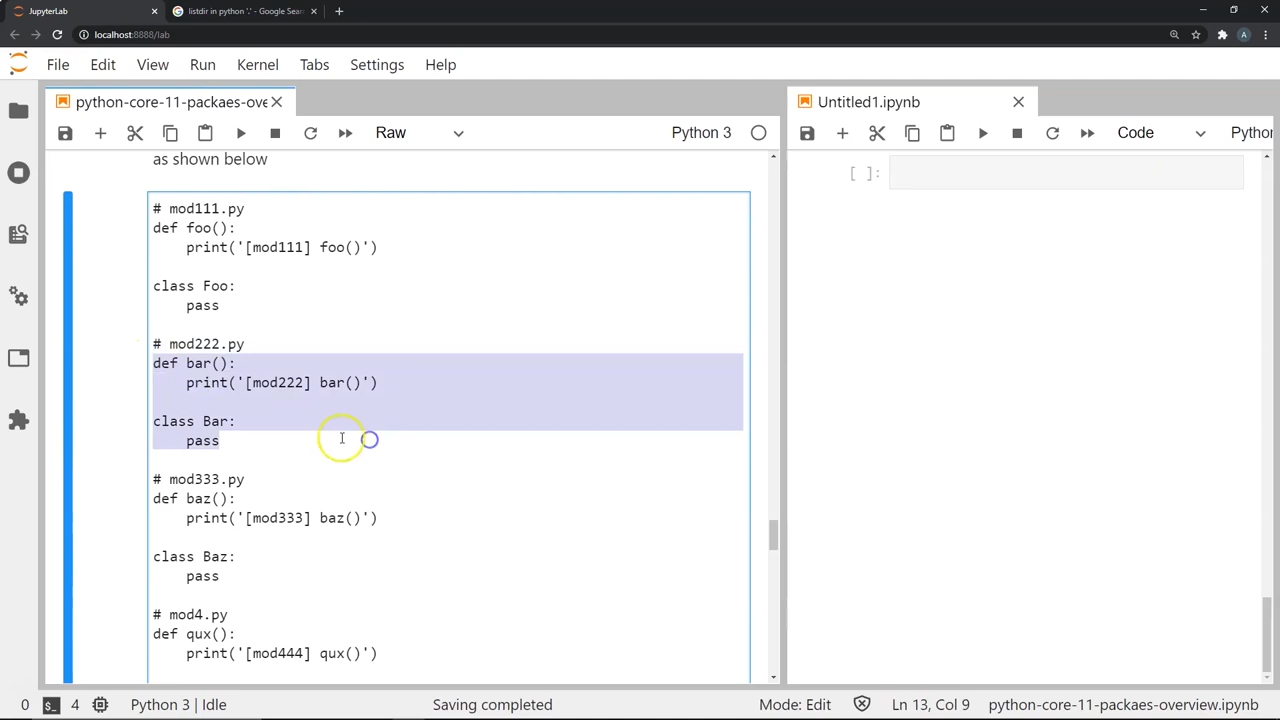 JupyterLab
listdir in python '.' - Google Sear
localhost:8888/lab
A
File Edit View Run Kernel Tabs Settings Help
python-core-11-packaes-ove
Untitled1.ipynb
Raw
Python 3
Code
Pytho
as shown below
[ ]:
# mod111.py
def foo():
    print('[mod111] foo()')
class Foo:
    pass
# mod222.py
def bar():
    print('[mod222] bar()')
class Bar:
    pass
# mod333.py
def baz():
    print('[mod333] baz()')
class Baz:
    pass
# mod4.py
def qux():
    print('[mod444] qux()')
0 $_ 4 Python 3 | Idle Saving completed Mode: Edit Ln 13, Col 9 python-core-11-packaes-overview.ipynb